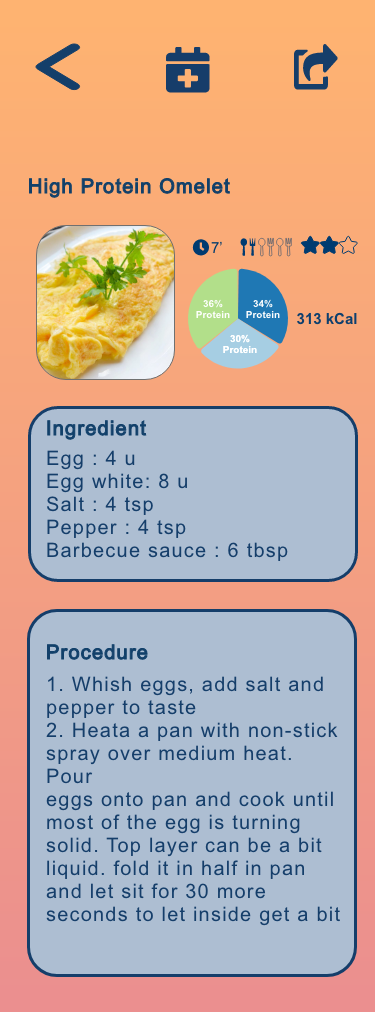 High Protein Omelet
7'
36%
Protein
34%
Protein
30%
Protein
313 kCal
Ingredient
Egg : 4 u
Egg white: 8 u
Salt : 4 tsp
Pepper : 4 tsp
Barbecue sauce : 6 tbsp
Procedure
1. Whish eggs, add salt and
pepper to taste
2. Heata a pan with non-stick
spray over medium heat.
Pour
eggs onto pan and cook until
most of the egg is turning
solid. Top layer can be a bit
liquid. fold it in half in pan
and let sit for 30 more
seconds to let inside get a bit